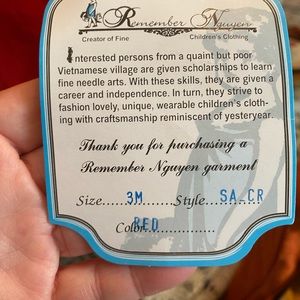 Remember Nguyen
Creator of Fine Children's Clothing
Interested persons from a quaint but poor
Vietnamese village are given scholarships to learn
fine needle arts. With these skills, they are given a
career and independence. In turn, they strive to
fashion lovely, unique, wearable children's cloth-
ing with craftsmanship reminiscent of yesteryear.
Thank you for purchasing a
Remember Nguyen garment
Size.....3M........Style...SA.CR
Color RED..............